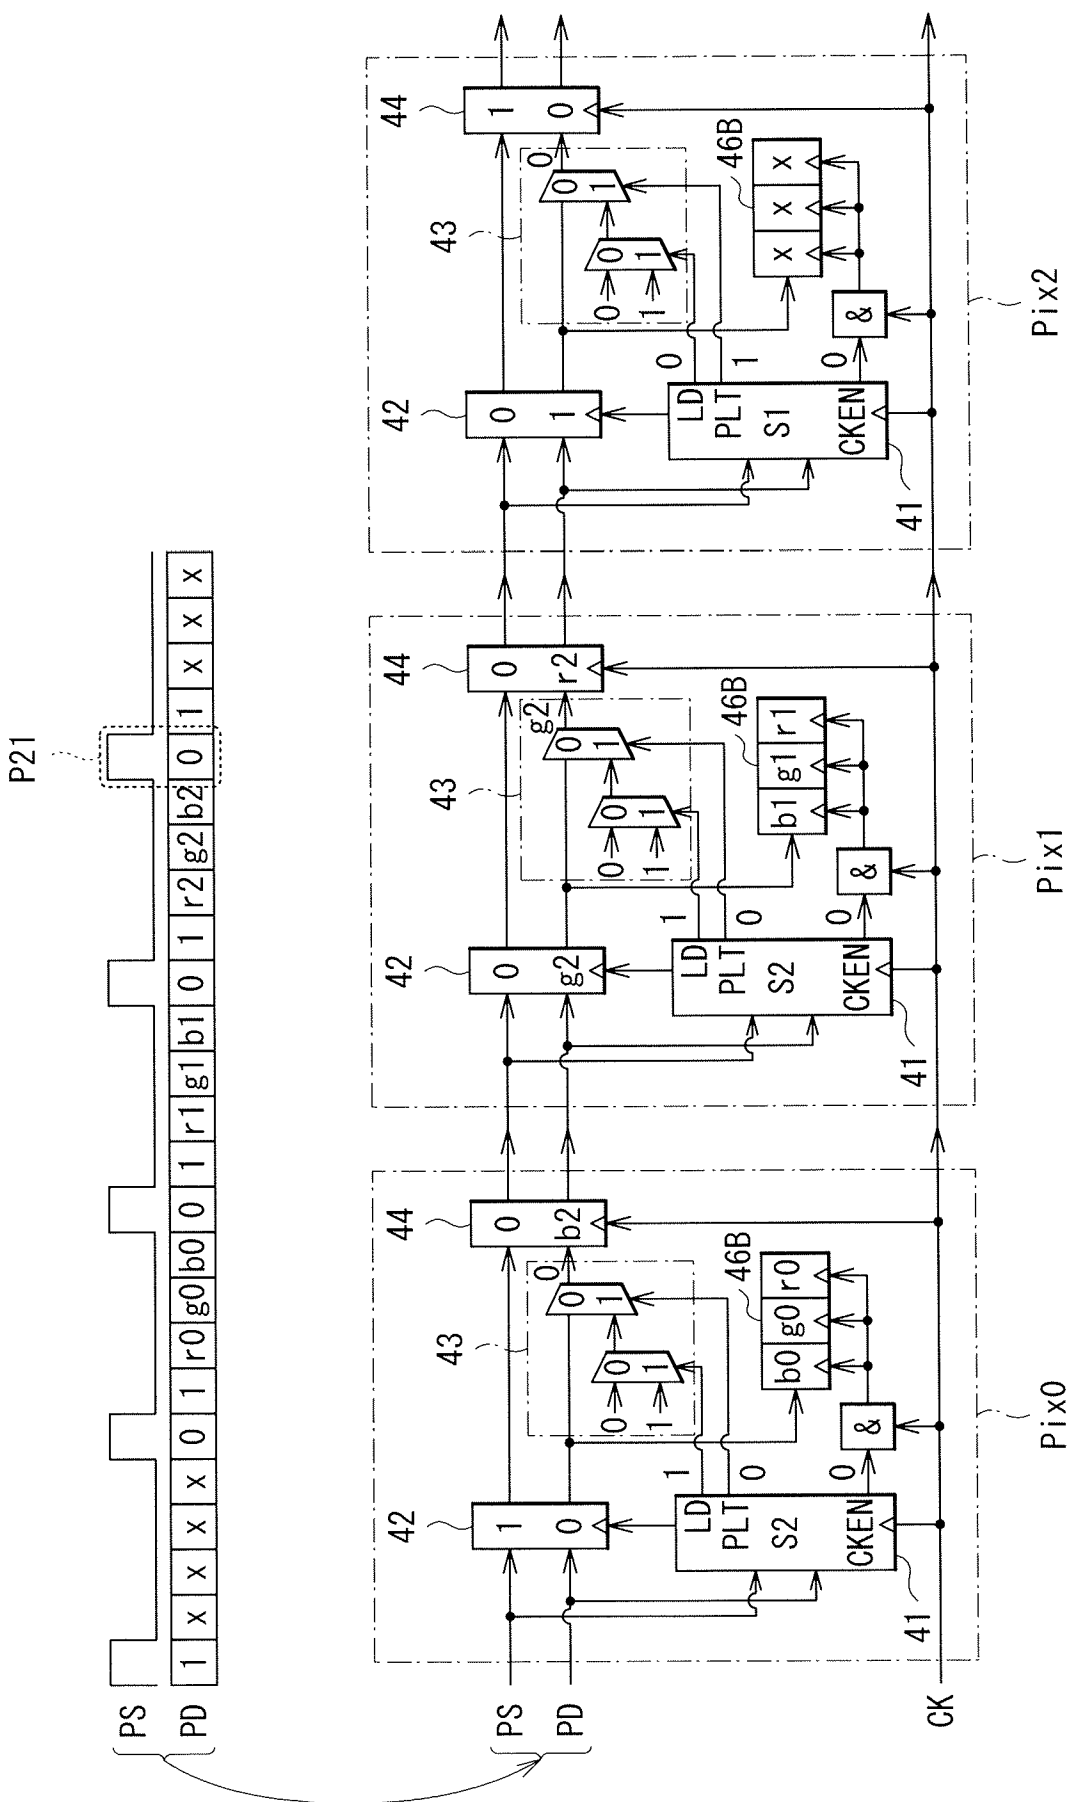 P21
PS
PD 1 x x x x 0 1 r0 g0 b0 0 1 r1 g1 b1 0 1 r2 g2 b2 0 1 x x x
PS
PD
CK
42
1
0
43
0
1
0
1
0
1
0
44
0
b2
1
0
0
LD
PLT
S2
CKEN
41
&
46B
b0 g0 r0
Pix0
42
0
g2
43
0
1
0
1
0
1
g2
44
0
r2
1
0
0
LD
PLT
S2
CKEN
41
&
46B
b1 g1 r1
Pix1
42
0
1
43
0
1
0
1
0
1
0
44
1
0
0
1
0
LD
PLT
S1
CKEN
41
&
46B
x x x
Pix2